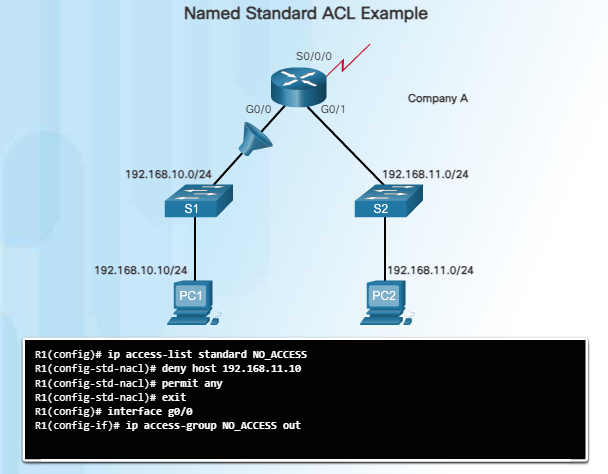 Named Standard ACL Example
S0/0/0
G0/0
G0/1
Company A
192.168.10.0/24
192.168.11.0/24
S1
S2
192.168.10.10/24
192.168.11.0/24
PC1
PC2
R1(config)# ip access-list standard NO_ACCESS
R1(config-std-nacl)# deny host 192.168.11.10
R1(config-std-nacl)# permit any
R1(config-std-nacl)# exit
R1(config)# interface g0/0
R1(config-if)# ip access-group NO_ACCESS out